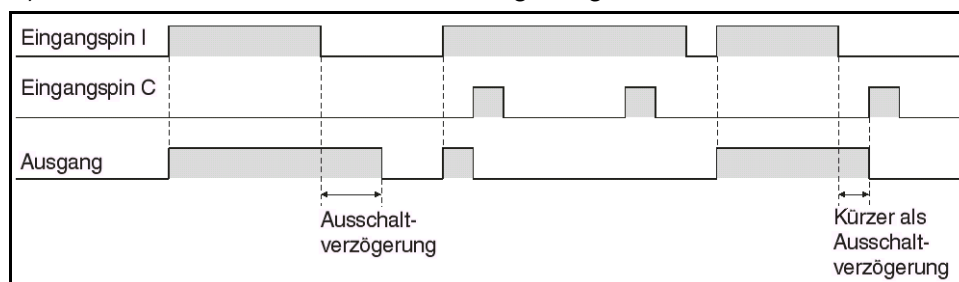 Eingangspin I
Eingangspin C
Ausgang
Ausschalt-
verzögerung
Kürzer als
Ausschalt-
verzögerung